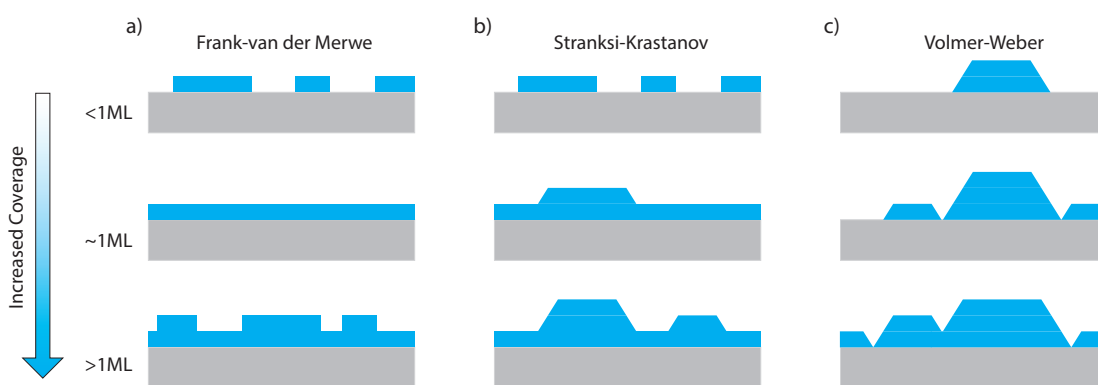 a)
Frank-van der Merwe
b)
Stranksi-Krastanov
c)
Volmer-Weber
<1ML
~1ML
>1ML
Increased Coverage